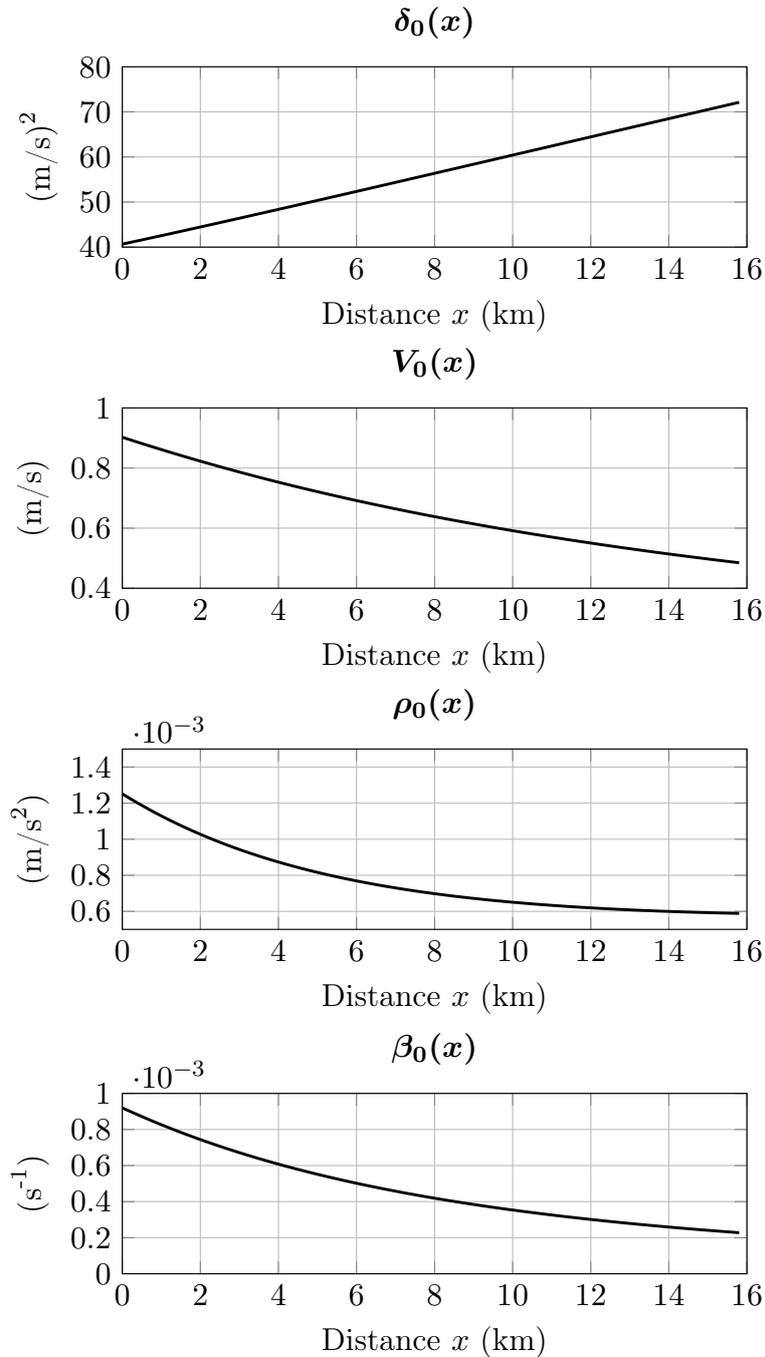 δ₀(x)
80
70
60
50
40
(m/s)²
0 2 4 6 8 10 12 14 16
Distance x (km)
V₀(x)
1
0.8
0.6
0.4
(m/s)
0 2 4 6 8 10 12 14 16
Distance x (km)
ρ₀(x)
·10⁻³
1.4
1.2
1
0.8
0.6
(m/s²)
0 2 4 6 8 10 12 14 16
Distance x (km)
β₀(x)
·10⁻³
1
0.8
0.6
0.4
0.2
0
(s⁻¹)
0 2 4 6 8 10 12 14 16
Distance x (km)